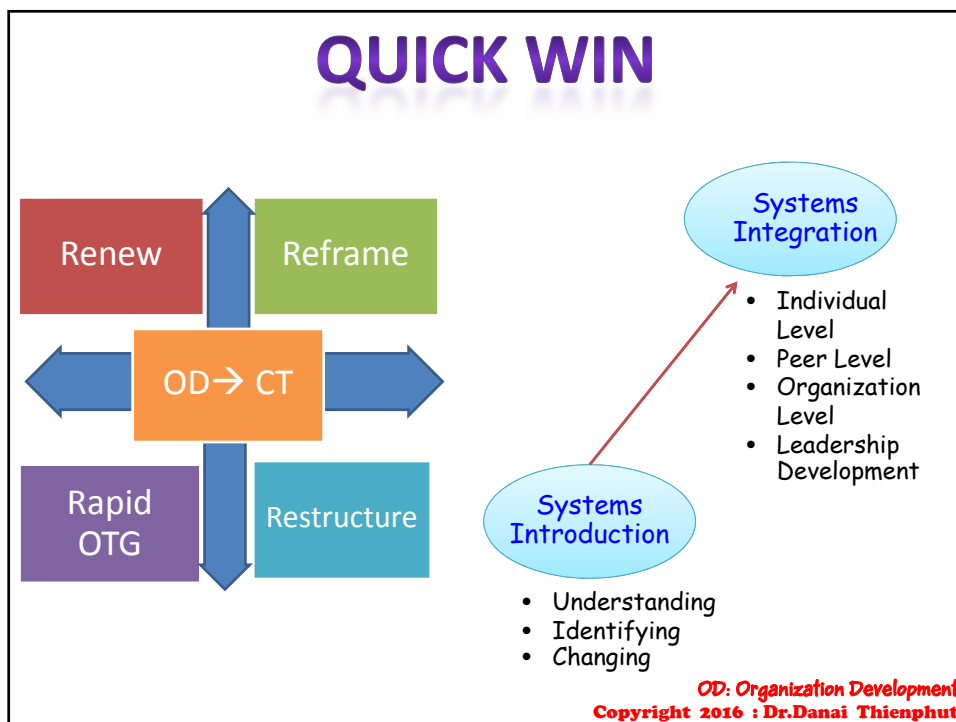 QUICK WIN
Renew
Reframe
OD→ CT
Rapid
OTG
Restructure
Systems
Integration
• Individual
Level
• Peer Level
• Organization
Level
• Leadership
Development
Systems
Introduction
• Understanding
• Identifying
• Changing
OD: Organization Development
Copyright 2016 : Dr.Danai Thienphut